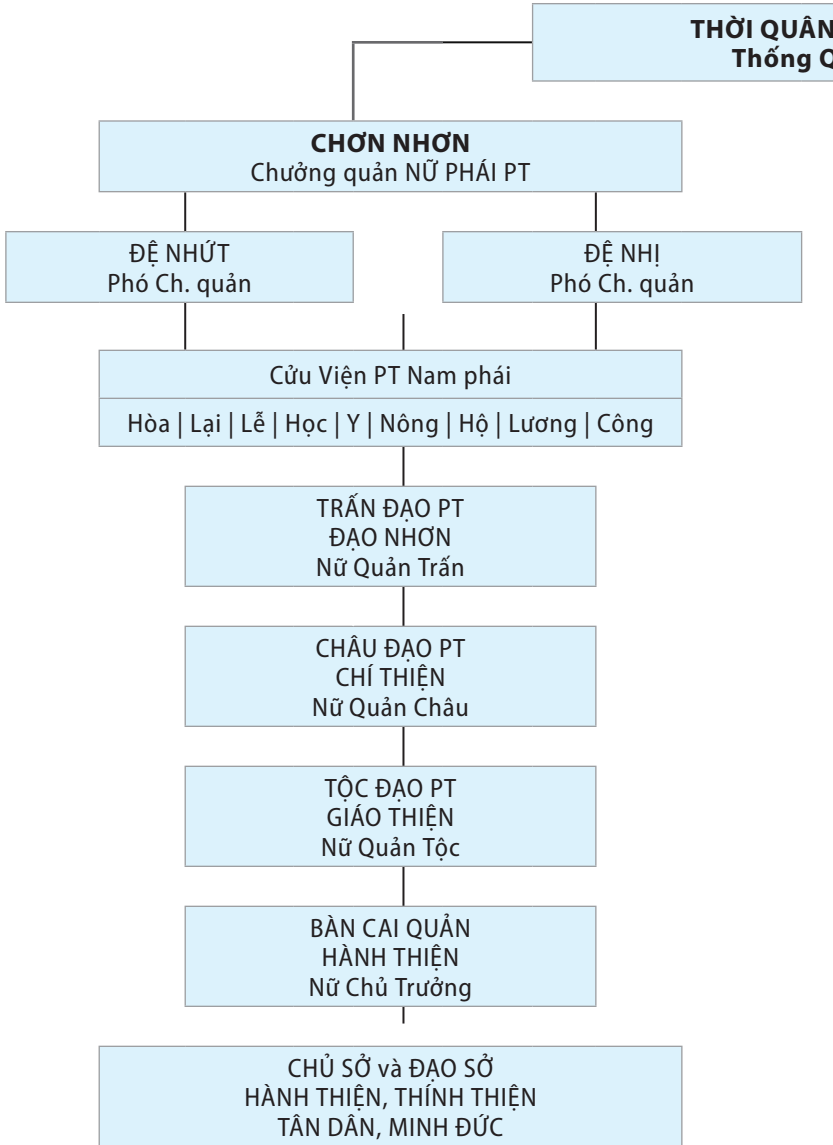 THỜI QUÂN
Thống Q
CHƠN NHƠN
Chưởng quản NỮ PHÁI PT
ĐỆ NHỨT
Phó Ch. quản
ĐỆ NHỊ
Phó Ch. quản
Cửu Viện PT Nam phái
Hòa | Lại | Lễ | Học | Y | Nông | Hộ | Lương | Công
TRẤN ĐẠO PT
ĐẠO NHƠN
Nữ Quản Trấn
CHÂU ĐẠO PT
CHÍ THIỆN
Nữ Quản Châu
TỘC ĐẠO PT
GIÁO THIỆN
Nữ Quản Tộc
BÀN CAI QUẢN
HÀNH THIỆN
Nữ Chủ Trưởng
CHỦ SỞ và ĐẠO SỞ
HÀNH THIỆN, THÍNH THIỆN
TÂN DÂN, MINH ĐỨC